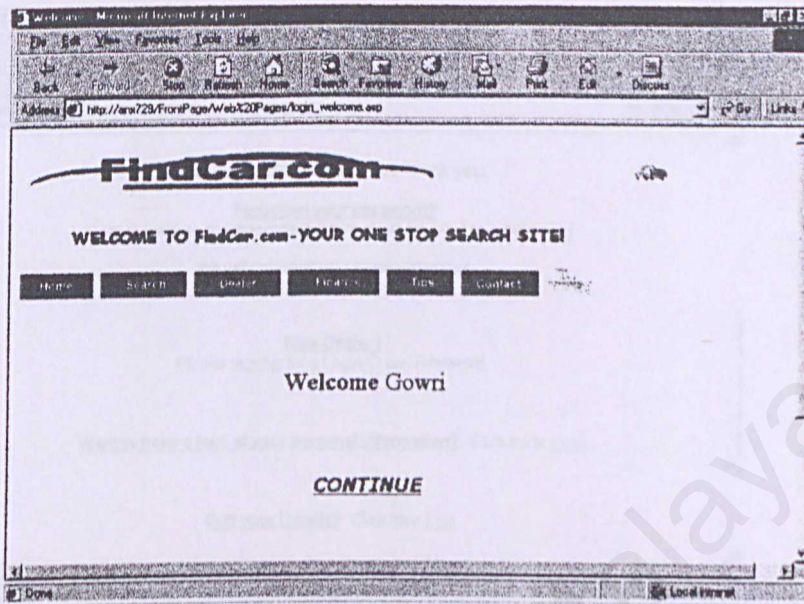 Welcome - Microsoft Internet Explorer
File Edit View Favorites Tools Help
Back Forward Stop Refresh Home Search Favorites History Mail Print Edit Discuss
Address http://anx729/FrontPage/Web%20Pages/login_welcome.asp Go Links
FindCar.com
WELCOME TO FindCar.com-YOUR ONE STOP SEARCH SITE!
Home Search Dealer Finance Tips Contact
Welcome Gowri
CONTINUE
Done Local intranet